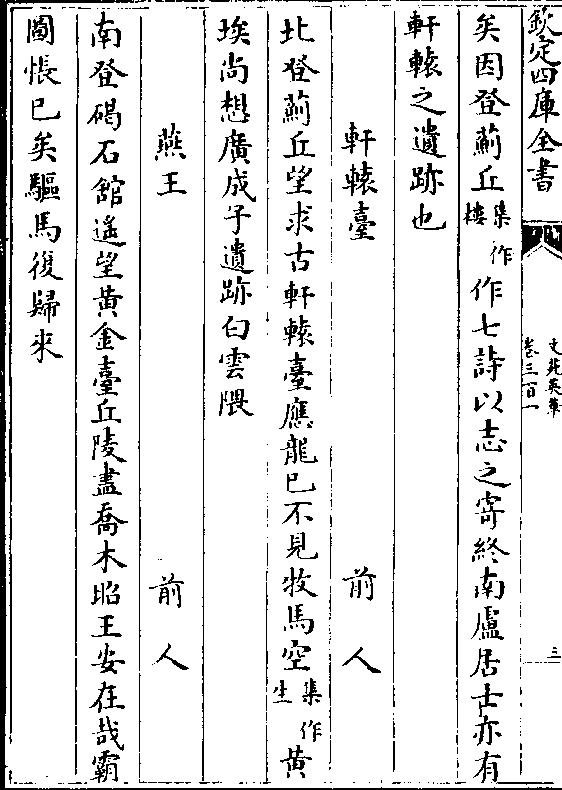 欽定四庫全書
文苑英華
卷三百一
三
矣因登薊丘集作樓作七詩以志之寄終南盧居士亦有
軒轅之遺跡也
軒轅臺　前人
北登薊丘望求古軒轅臺應龍已不見牧馬空集作生黄
埃尚想廣成子遺跡白雲隈
燕王　前人
南登碣石館遙望黄金臺丘陵盡喬木昭王安在哉霸
圖悵已矣驅馬復歸來